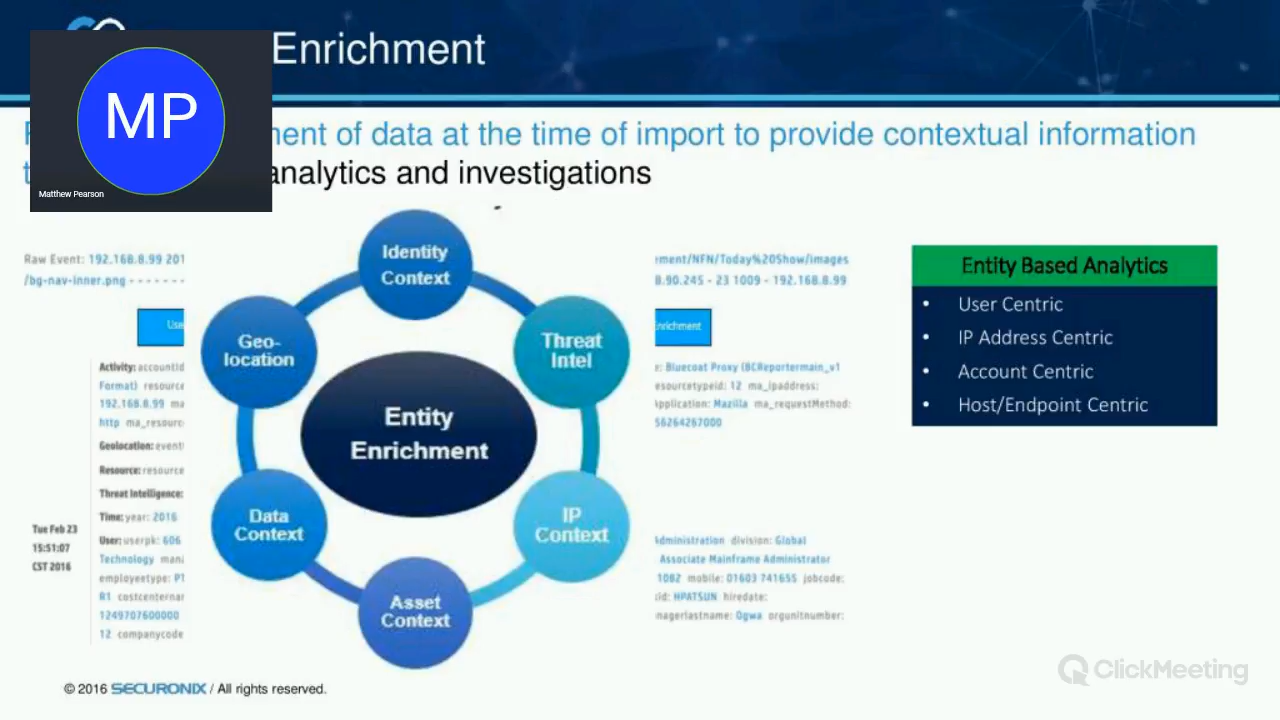 Enrichment
MP
Matthew Pearson
ment of data at the time of import to provide contextual information
analytics and investigations
Raw Event: 192.168.8.99 201
/bg-nav-inner.png - - - - - -
rment/NFN/Today%20Show/images
8.90.245 - 23 1009 - 192.168.8.99
Use
nrichment
Activity: accountid
Format) resource
192.168.8.99 ma
http ma_resourc
Geolocation: event
Resource: resource
Threat Intelligence:
Time: year: 2016
User: userpk: 606
Technology mana
employeetype: PT
R1 costcenternar
1249707600000
12 companycode
Tue Feb 23
15:51:07
CST 2016
Identity
Context
Geo-
location
Threat
Intel
Entity
Enrichment
Data
Context
IP
Context
Asset
Context
e: Bluecoat Proxy (BCReportermain_v1
esourcetypeid: 12 ma_ipaddress:
Application: Mazilla ma_requestMethod:
56264267000
Administration division: Global
Associate Mainframe Administrator
1082 mobile: 01603 741655 jobcode:
id: HPATSUN hiredate:
nagerlastname: Ogwa orgunitnumber:
Entity Based Analytics
• User Centric
• IP Address Centric
• Account Centric
• Host/Endpoint Centric
© 2016 SECURONIX / All rights reserved.
ClickMeeting